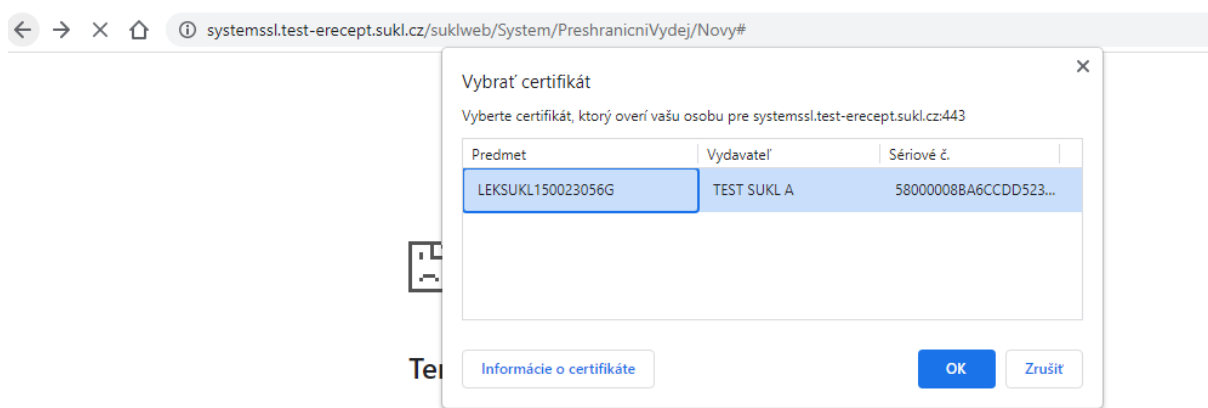 systemssl.test-erecept.sukl.cz/suklweb/System/PreshranicniVydej/Novy#
Vybrať certifikát
Vyberte certifikát, ktorý overí vašu osobu pre systemssl.test-erecept.sukl.cz:443
Predmet Vydavateľ Sériové č.
LEKSUKL150023056G TEST SUKL A 58000008BA6CCDD523...
Informácie o certifikáte OK Zrušiť